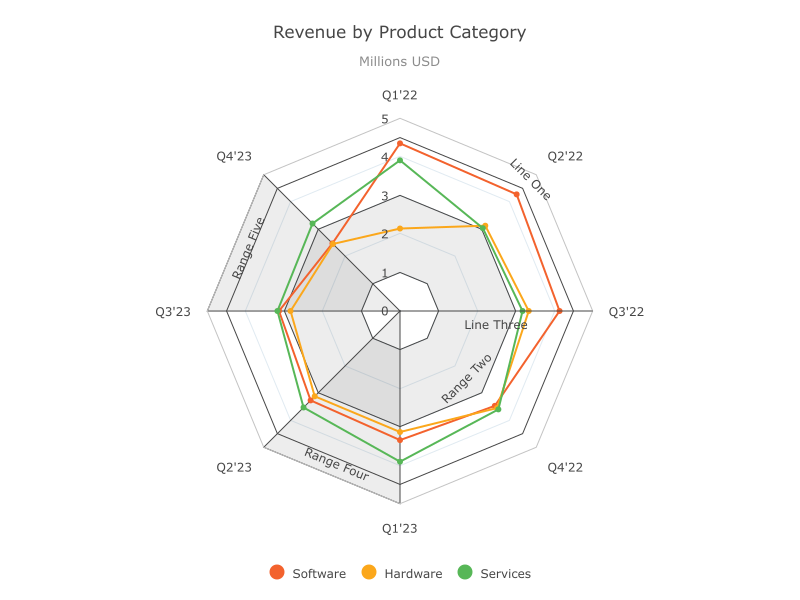 Revenue by Product Category
Millions USD
Q1'22
5
Q4'23
Q2'22
4
Line One
3
Range Five
2
1
Q3'23
0
Q3'22
Line Three
Range Two
Q2'23
Range Four
Q4'22
Q1'23
Software
Hardware
Services